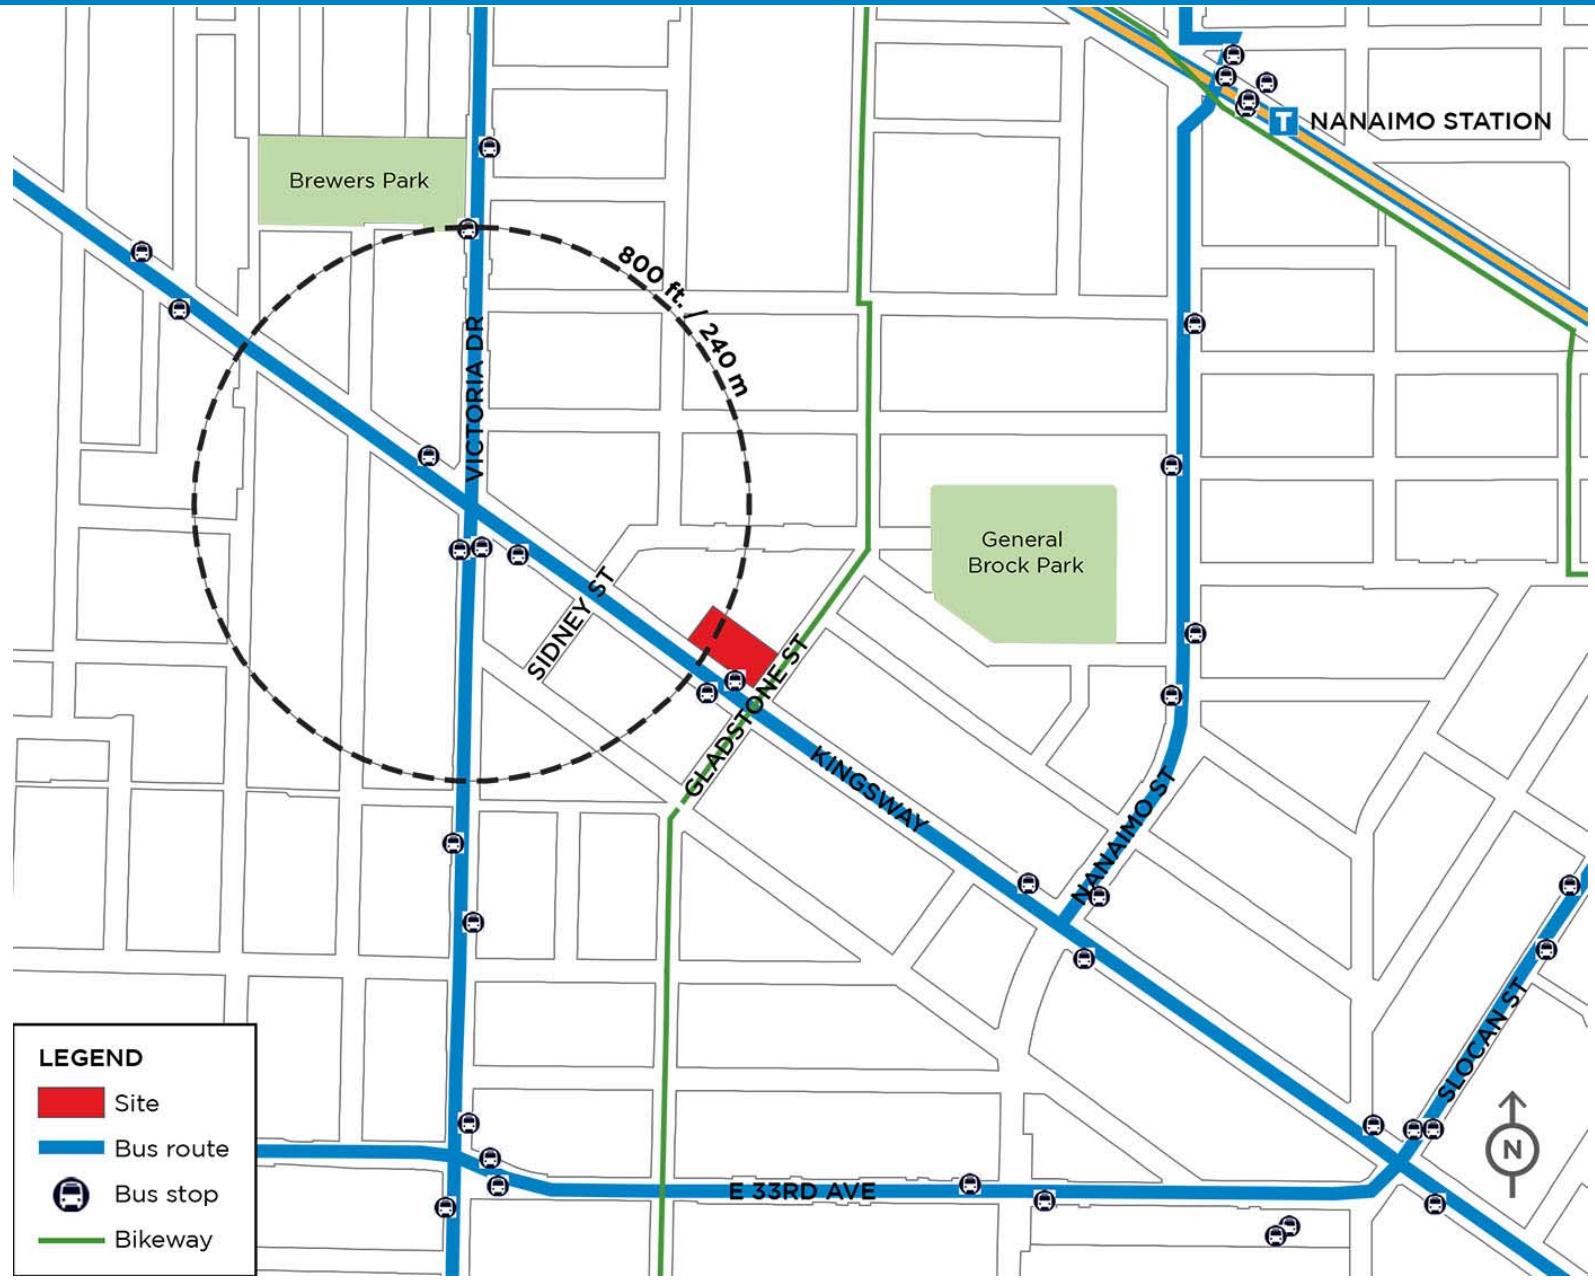 T NANAIMO STATION
Brewers Park
800 ft. / 240 m
VICTORIA DR
General
Brock Park
SIDNEY ST
GLADSTONE ST
KINGSWAY
NANAIMO ST
SLOCAN ST
E 33RD AVE
LEGEND
Site
Bus route
Bus stop
Bikeway
N